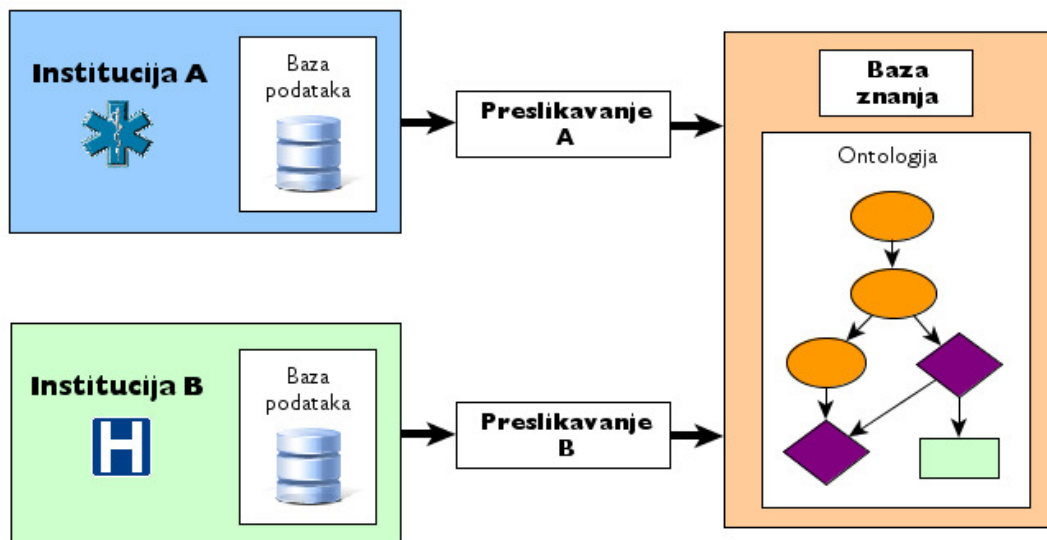 Institucija A
Baza
podataka
Preslikavanje
A
Baza
znanja
Ontologija
Institucija B
H
Baza
podataka
Preslikavanje
B